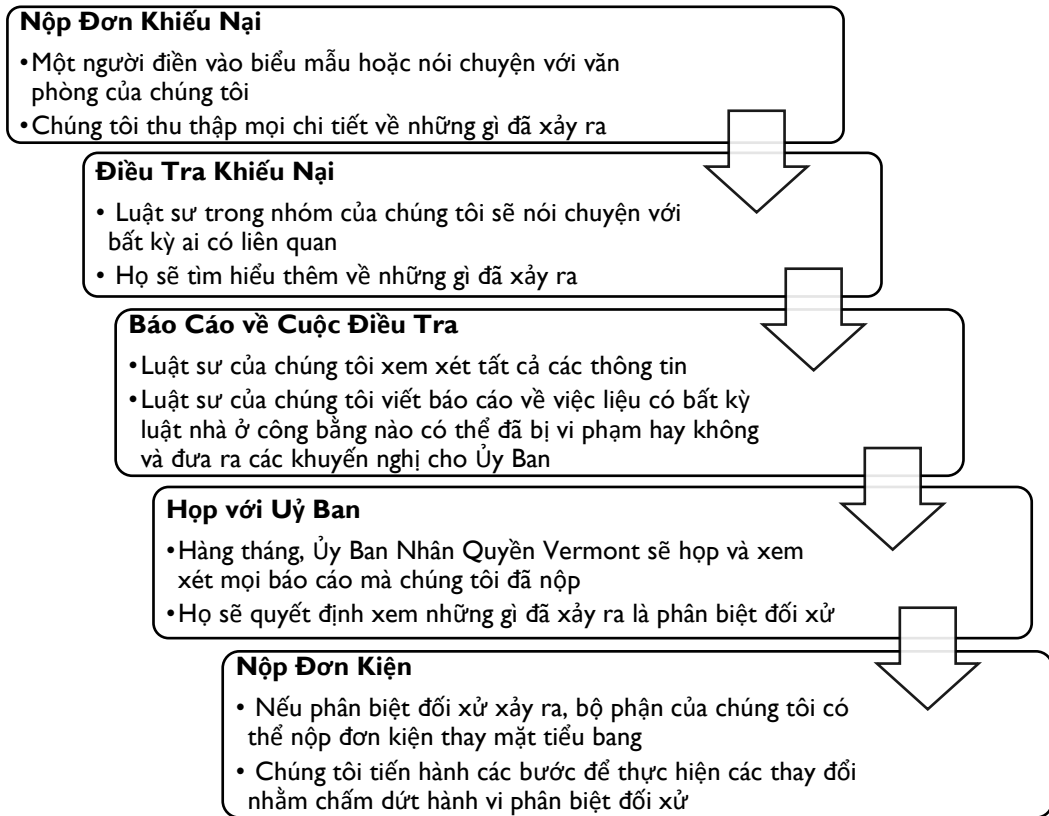 Nộp Đơn Khiếu Nại
•Một người điền vào biểu mẫu hoặc nói chuyện với văn
phòng của chúng tôi
•Chúng tôi thu thập mọi chi tiết về những gì đã xảy ra
Điều Tra Khiếu Nại
• Luật sư trong nhóm của chúng tôi sẽ nói chuyện với
bất kỳ ai có liên quan
• Họ sẽ tìm hiểu thêm về những gì đã xảy ra
Báo Cáo về Cuộc Điều Tra
•Luật sư của chúng tôi xem xét tất cả các thông tin
•Luật sư của chúng tôi viết báo cáo về việc liệu có bất kỳ
luật nhà ở công bằng nào có thể đã bị vi phạm hay không
và đưa ra các khuyến nghị cho Ủy Ban
Họp với Uỷ Ban
•Hàng tháng, Ủy Ban Nhân Quyền Vermont sẽ họp và xem
xét mọi báo cáo mà chúng tôi đã nộp
•Họ sẽ quyết định xem những gì đã xảy ra là phân biệt đối xử
Nộp Đơn Kiện
• Nếu phân biệt đối xử xảy ra, bộ phận của chúng tôi có
thể nộp đơn kiện thay mặt tiểu bang
• Chúng tôi tiến hành các bước để thực hiện các thay đổi
nhằm chấm dứt hành vi phân biệt đối xử